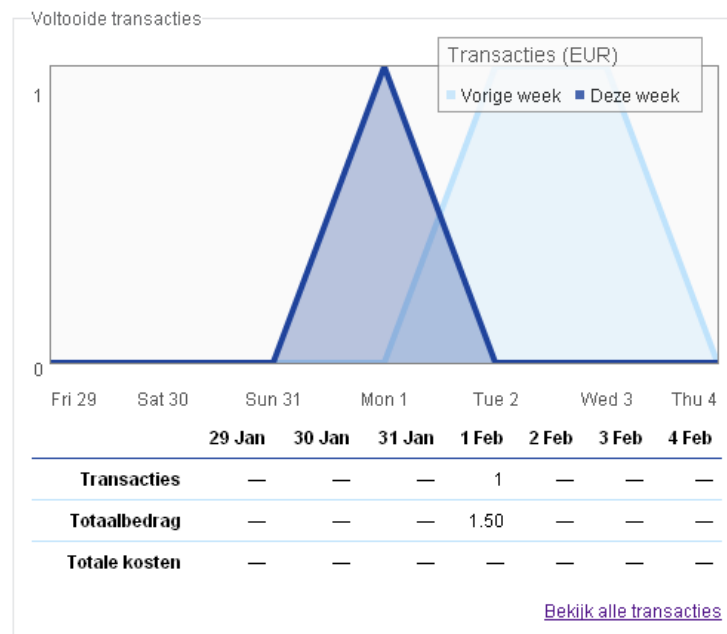 Voltooide transacties
Transacties (EUR)
Vorige week Deze week
1
0
Fri 29 Sat 30 Sun 31 Mon 1 Tue 2 Wed 3 Thu 4
29 Jan 30 Jan 31 Jan 1 Feb 2 Feb 3 Feb 4 Feb
Transacties — — — 1 — — —
Totaalbedrag — — — 1.50 — — —
Totale kosten — — — — — — —
Bekijk alle transacties